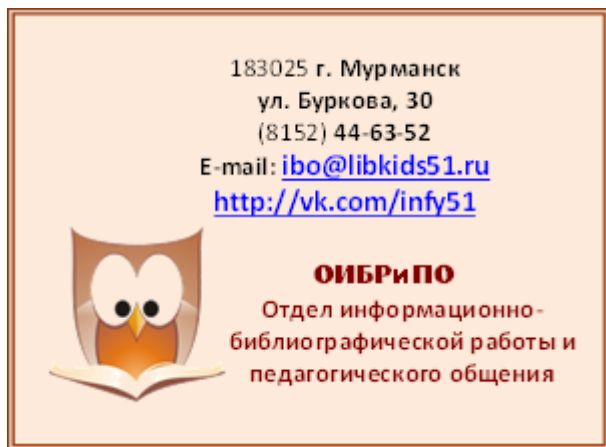 183025 г. Мурманск
ул. Буркова, 30
(8152) 44-63-52
E-mail: ibo@libkids51.ru
http://vk.com/infy51
ОИБРиПО
Отдел информационно-
библиографической работы и
педагогического общения